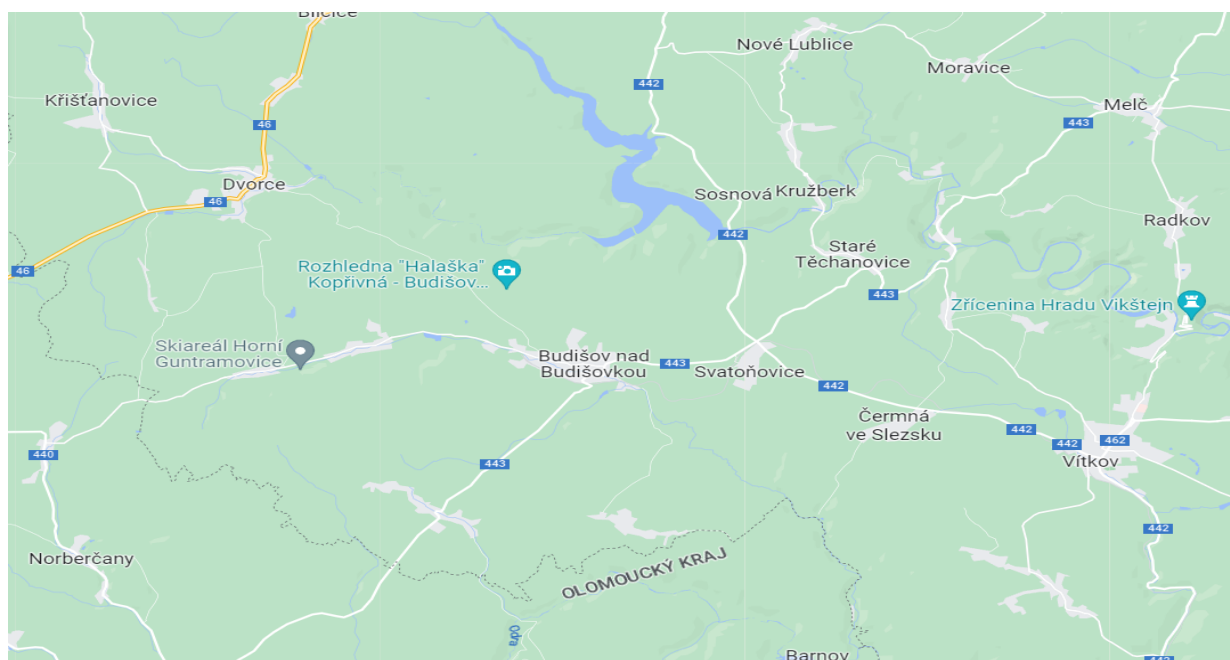 Bílčice
Nové Lublice
Moravice
442
Křišťanovice
Melč
46
443
Dvorce
46
Sosnová
Kružberk
Radkov
442
Staré
Těchanovice
46
Rozhledna "Halaška"
Kopřivná - Budišov...
443
Zřícenina Hradu Vikštejn
Skiareál Horní
Guntramovice
Budišov nad
Budišovkou
443
Svatoňovice
442
Čermná
ve Slezsku
442
442
462
440
443
Vítkov
442
Norberčany
OLOMOUCKÝ KRAJ
Odra
Barnov
442